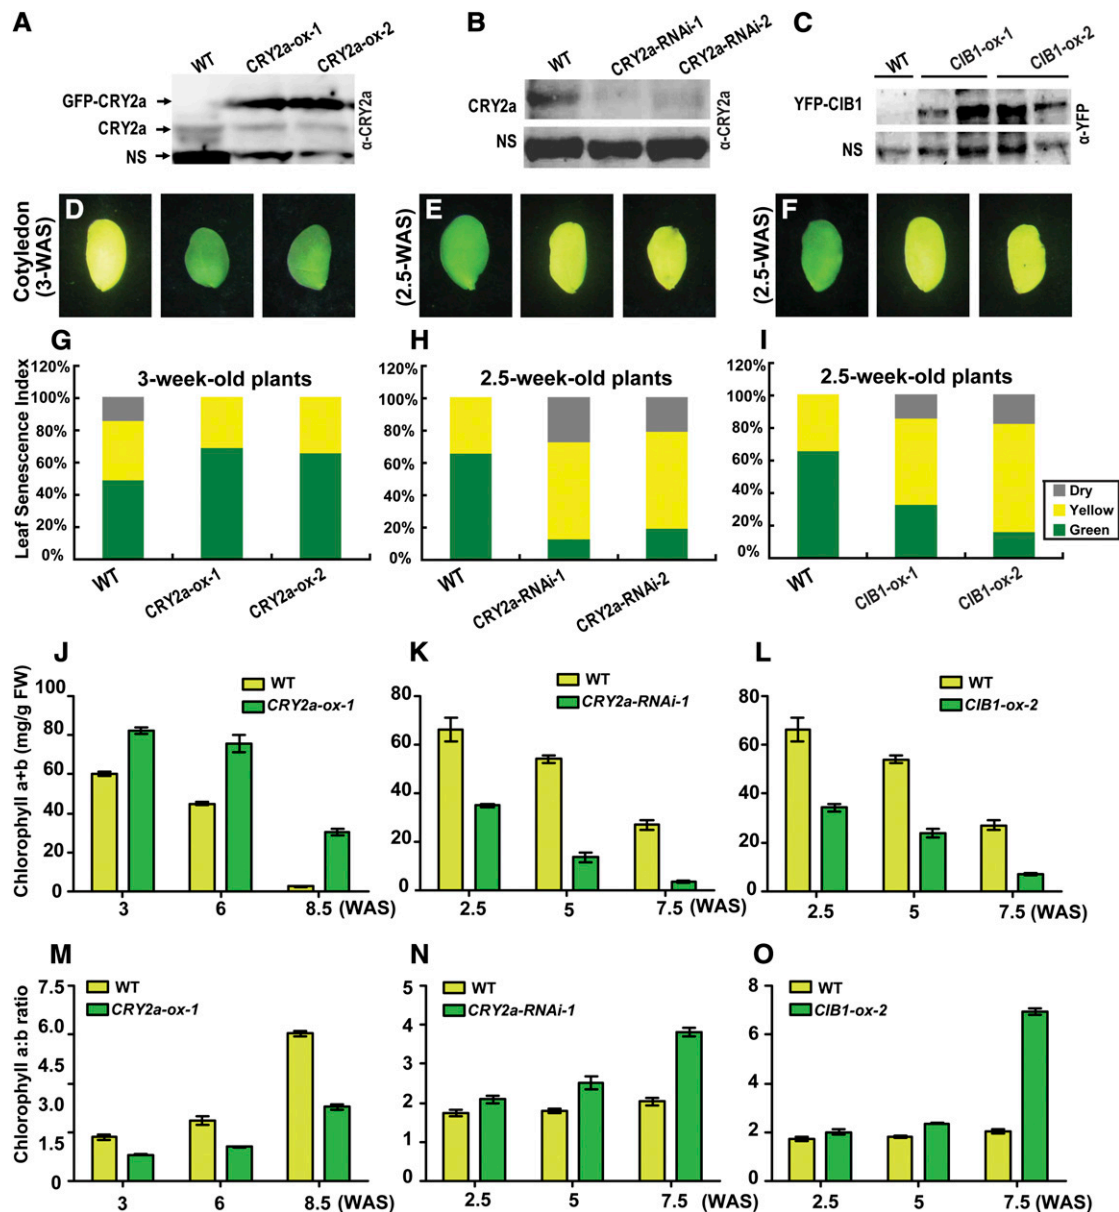 A
WT
CRY2a-ox-1
CRY2a-ox-2
GFP-CRY2a
CRY2a
NS
α-CRY2a
B
WT
CRY2a-RNAi-1
CRY2a-RNAi-2
CRY2a
NS
α-CRY2a
C
WT
CIB1-ox-1
CIB1-ox-2
YFP-CIB1
NS
α-YFP
Cotyledon
(3-WAS)
D
(2.5-WAS)
E
(2.5-WAS)
F
G
Leaf Senescence Index
120%
100%
80%
60%
40%
20%
0%
3-week-old plants
WT
CRY2a-ox-1
CRY2a-ox-2
H
120%
100%
80%
60%
40%
20%
0%
2.5-week-old plants
WT
CRY2a-RNAi-1
CRY2a-RNAi-2
I
120%
100%
80%
60%
40%
20%
0%
2.5-week-old plants
WT
CIB1-ox-1
CIB1-ox-2
Dry
Yellow
Green
J
Chlorophyll a+b (mg/g FW)
100
80
60
40
20
0
WT
CRY2a-ox-1
3 6 8.5 (WAS)
K
80
60
40
20
0
WT
CRY2a-RNAi-1
2.5 5 7.5 (WAS)
L
80
60
40
20
0
WT
CIB1-ox-2
2.5 5 7.5 (WAS)
M
Chlorophyll a:b ratio
7.5
6.0
4.5
3.0
1.5
0
WT
CRY2a-ox-1
3 6 8.5 (WAS)
N
5
4
3
2
1
0
WT
CRY2a-RNAi-1
2.5 5 7.5 (WAS)
O
8
6
4
2
0
WT
CIB1-ox-2
2.5 5 7.5 (WAS)